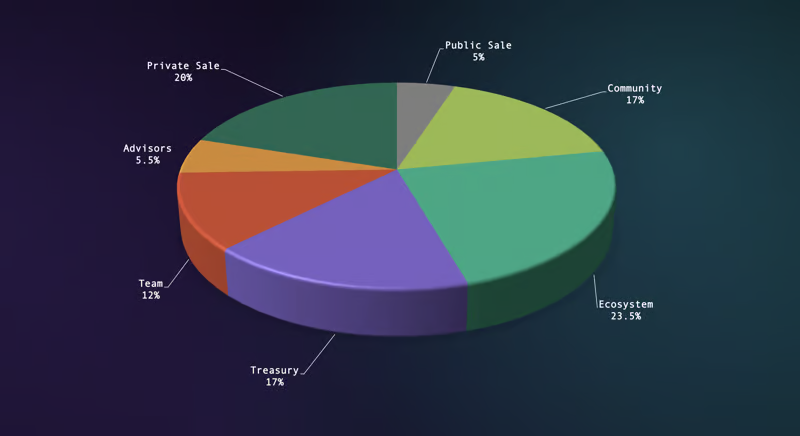 Public Sale
5%
Private Sale
20%
Community
17%
Advisors
5.5%
Team
12%
Ecosystem
23.5%
Treasury
17%